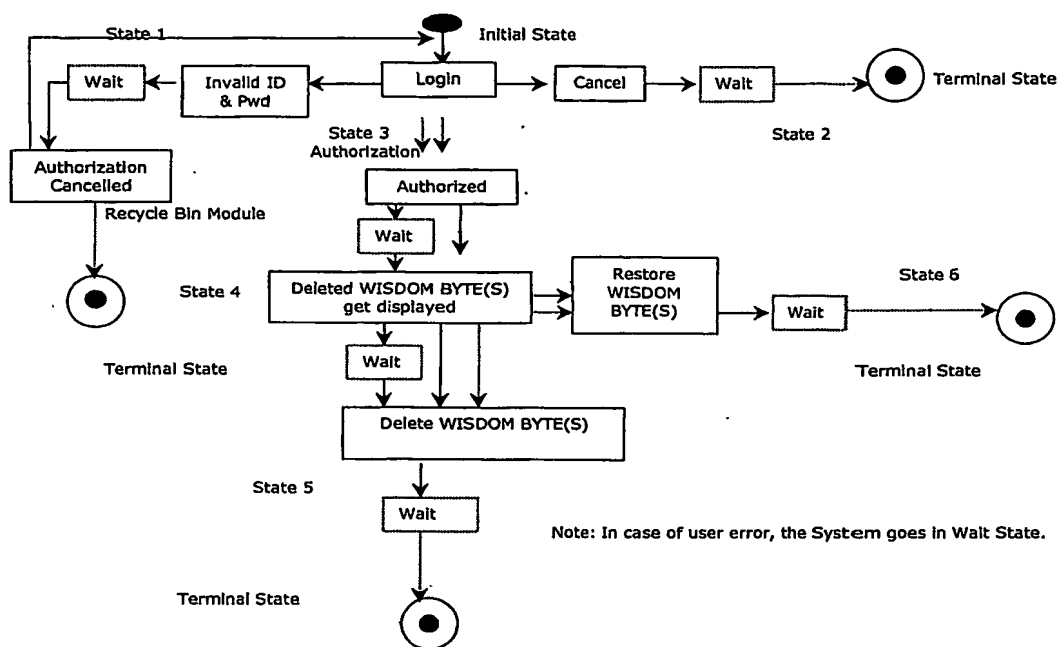 State 1
Initial State
Wait
Invalid ID
& Pwd
Login
Cancel
Wait
Terminal State
State 3
Authorization
State 2
Authorization
Cancelled
Authorized
Recycle Bin Module
Wait
State 4
Deleted WISDOM BYTE(S)
get displayed
Restore
WISDOM
BYTE(S)
State 6
Wait
Wait
Terminal State
Terminal State
Delete WISDOM BYTE(S)
State 5
Wait
Note: In case of user error, the System goes in Wait State.
Terminal State